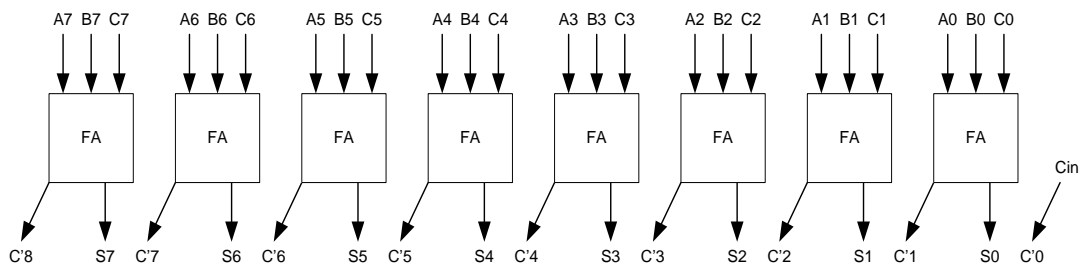 A7 B7 C7 A6 B6 C6 A5 B5 C5 A4 B4 C4 A3 B3 C3 A2 B2 C2 A1 B1 C1 A0 B0 C0
FA FA FA FA FA FA FA FA
Cin
C'8 S7 C'7 S6 C'6 S5 C'5 S4 C'4 S3 C'3 S2 C'2 S1 C'1 S0 C'0